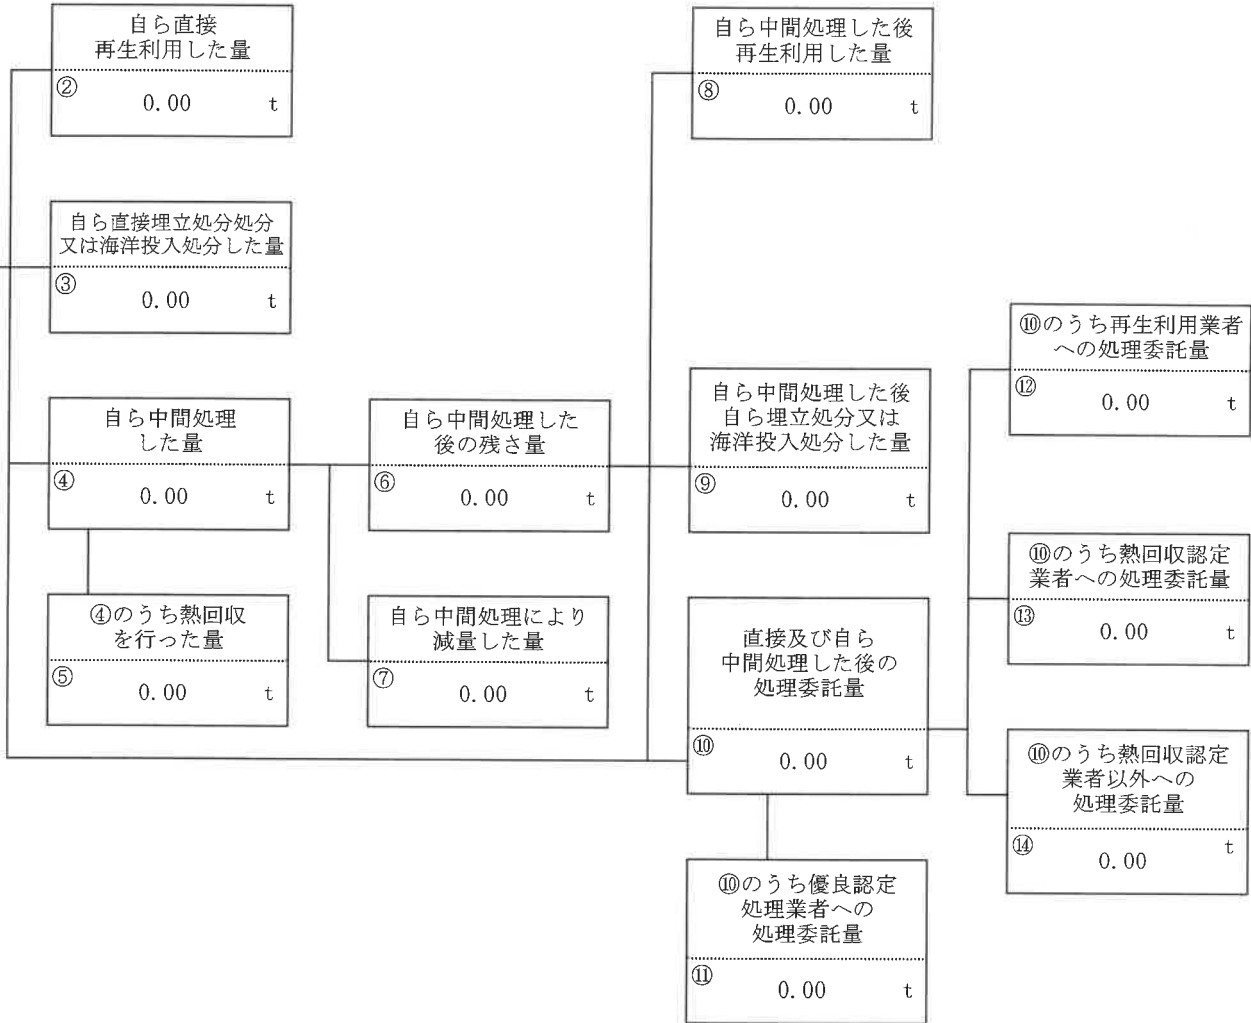 自ら直接
再生利用した量
② 0.00 t
自ら直接埋立処分処分
又は海洋投入処分した量
③ 0.00 t
自ら中間処理
した量
④ 0.00 t
④のうち熱回収
を行った量
⑤ 0.00 t
自ら中間処理した
後の残さ量
⑥ 0.00 t
自ら中間処理により
減量した量
⑦ 0.00 t
自ら中間処理した後
再生利用した量
⑧ 0.00 t
自ら中間処理した後
自ら埋立処分又は
海洋投入処分した量
⑨ 0.00 t
直接及び自ら
中間処理した後の
処理委託量
⑩ 0.00 t
⑩のうち優良認定
処理業者への
処理委託量
⑪ 0.00 t
⑩のうち再生利用業者
への処理委託量
⑫ 0.00 t
⑩のうち熱回収認定
業者への処理委託量
⑬ 0.00 t
⑩のうち熱回収認定
業者以外への
処理委託量
⑭ 0.00 t